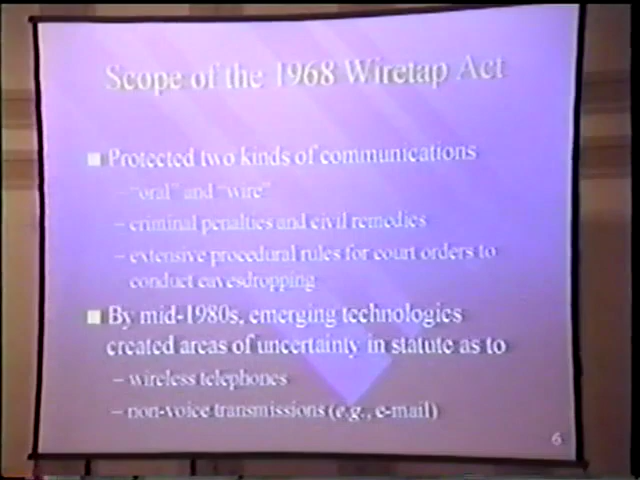 Scope of the 1968 Wiretap Act
■ Protected two kinds of communications
– "oral" and "wire"
– criminal penalties and civil remedies
– extensive procedural rules for court orders to
conduct eavesdropping
■ By mid-1980s, emerging technologies
created areas of uncertainty in statute as to
– wireless telephones
– non-voice transmissions (e.g., e-mail)
6